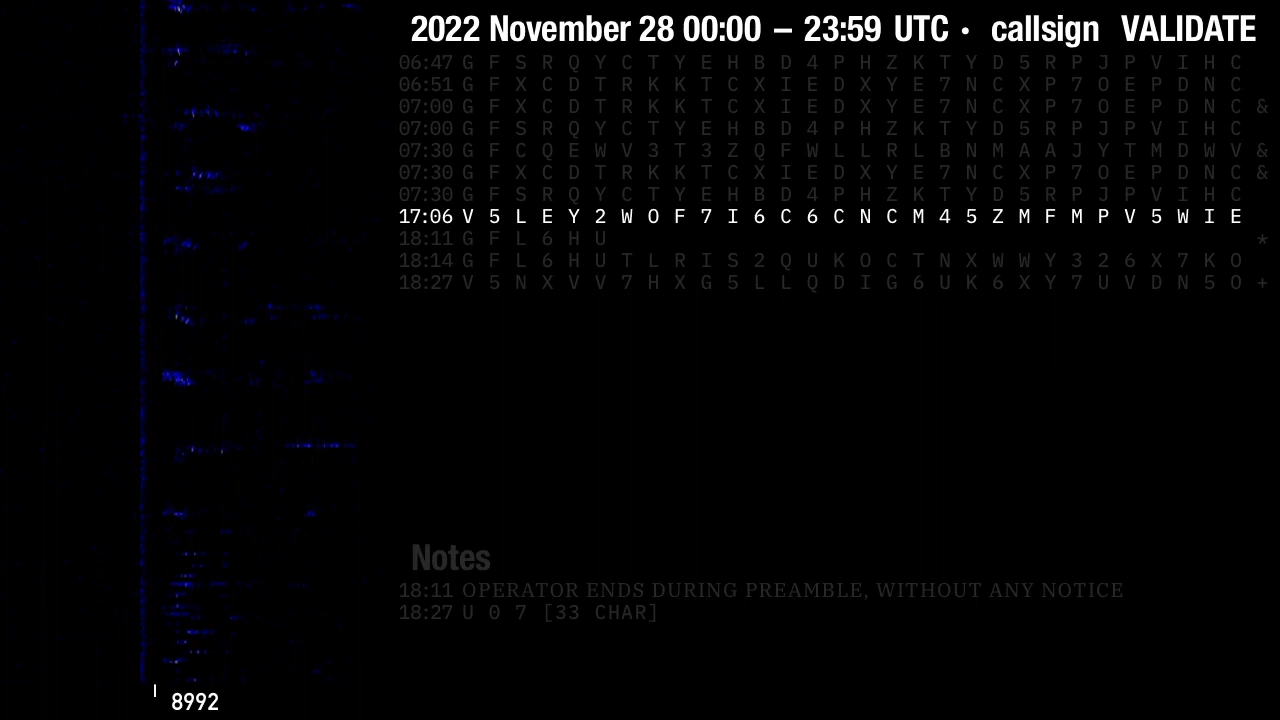 2022 November 28 00:00 – 23:59 UTC · callsign VALIDATE
06:47 G F S R Q Y C T Y E H B D 4 P H Z K T Y D 5 R P J P V I H C
06:51 G F X C D T R K K T C X I E D X Y E 7 N C X P 7 O E P D N C
07:00 G F X C D T R K K T C X I E D X Y E 7 N C X P 7 O E P D N C &
07:00 G F S R Q Y C T Y E H B D 4 P H Z K T Y D 5 R P J P V I H C
07:30 G F C Q E W V 3 T 3 Z Q F W L L R L B N M A A J Y T M D W V &
07:30 G F X C D T R K K T C X I E D X Y E 7 N C X P 7 O E P D N C &
07:30 G F S R Q Y C T Y E H B D 4 P H Z K T Y D 5 R P J P V I H C
17:06 V 5 L E Y 2 W O F 7 I 6 C 6 C N C M 4 5 Z M F M P V 5 W I E
18:11 G F L 6 H U *
18:14 G F L 6 H U T L R I S 2 Q U K O C T N X W W Y 3 2 6 X 7 K O
18:27 V 5 N X V V 7 H X G 5 L L Q D I G 6 U K 6 X Y 7 U V D N 5 O +
Notes
18:11 OPERATOR ENDS DURING PREAMBLE, WITHOUT ANY NOTICE
18:27 U 0 7 [33 CHAR]
8992